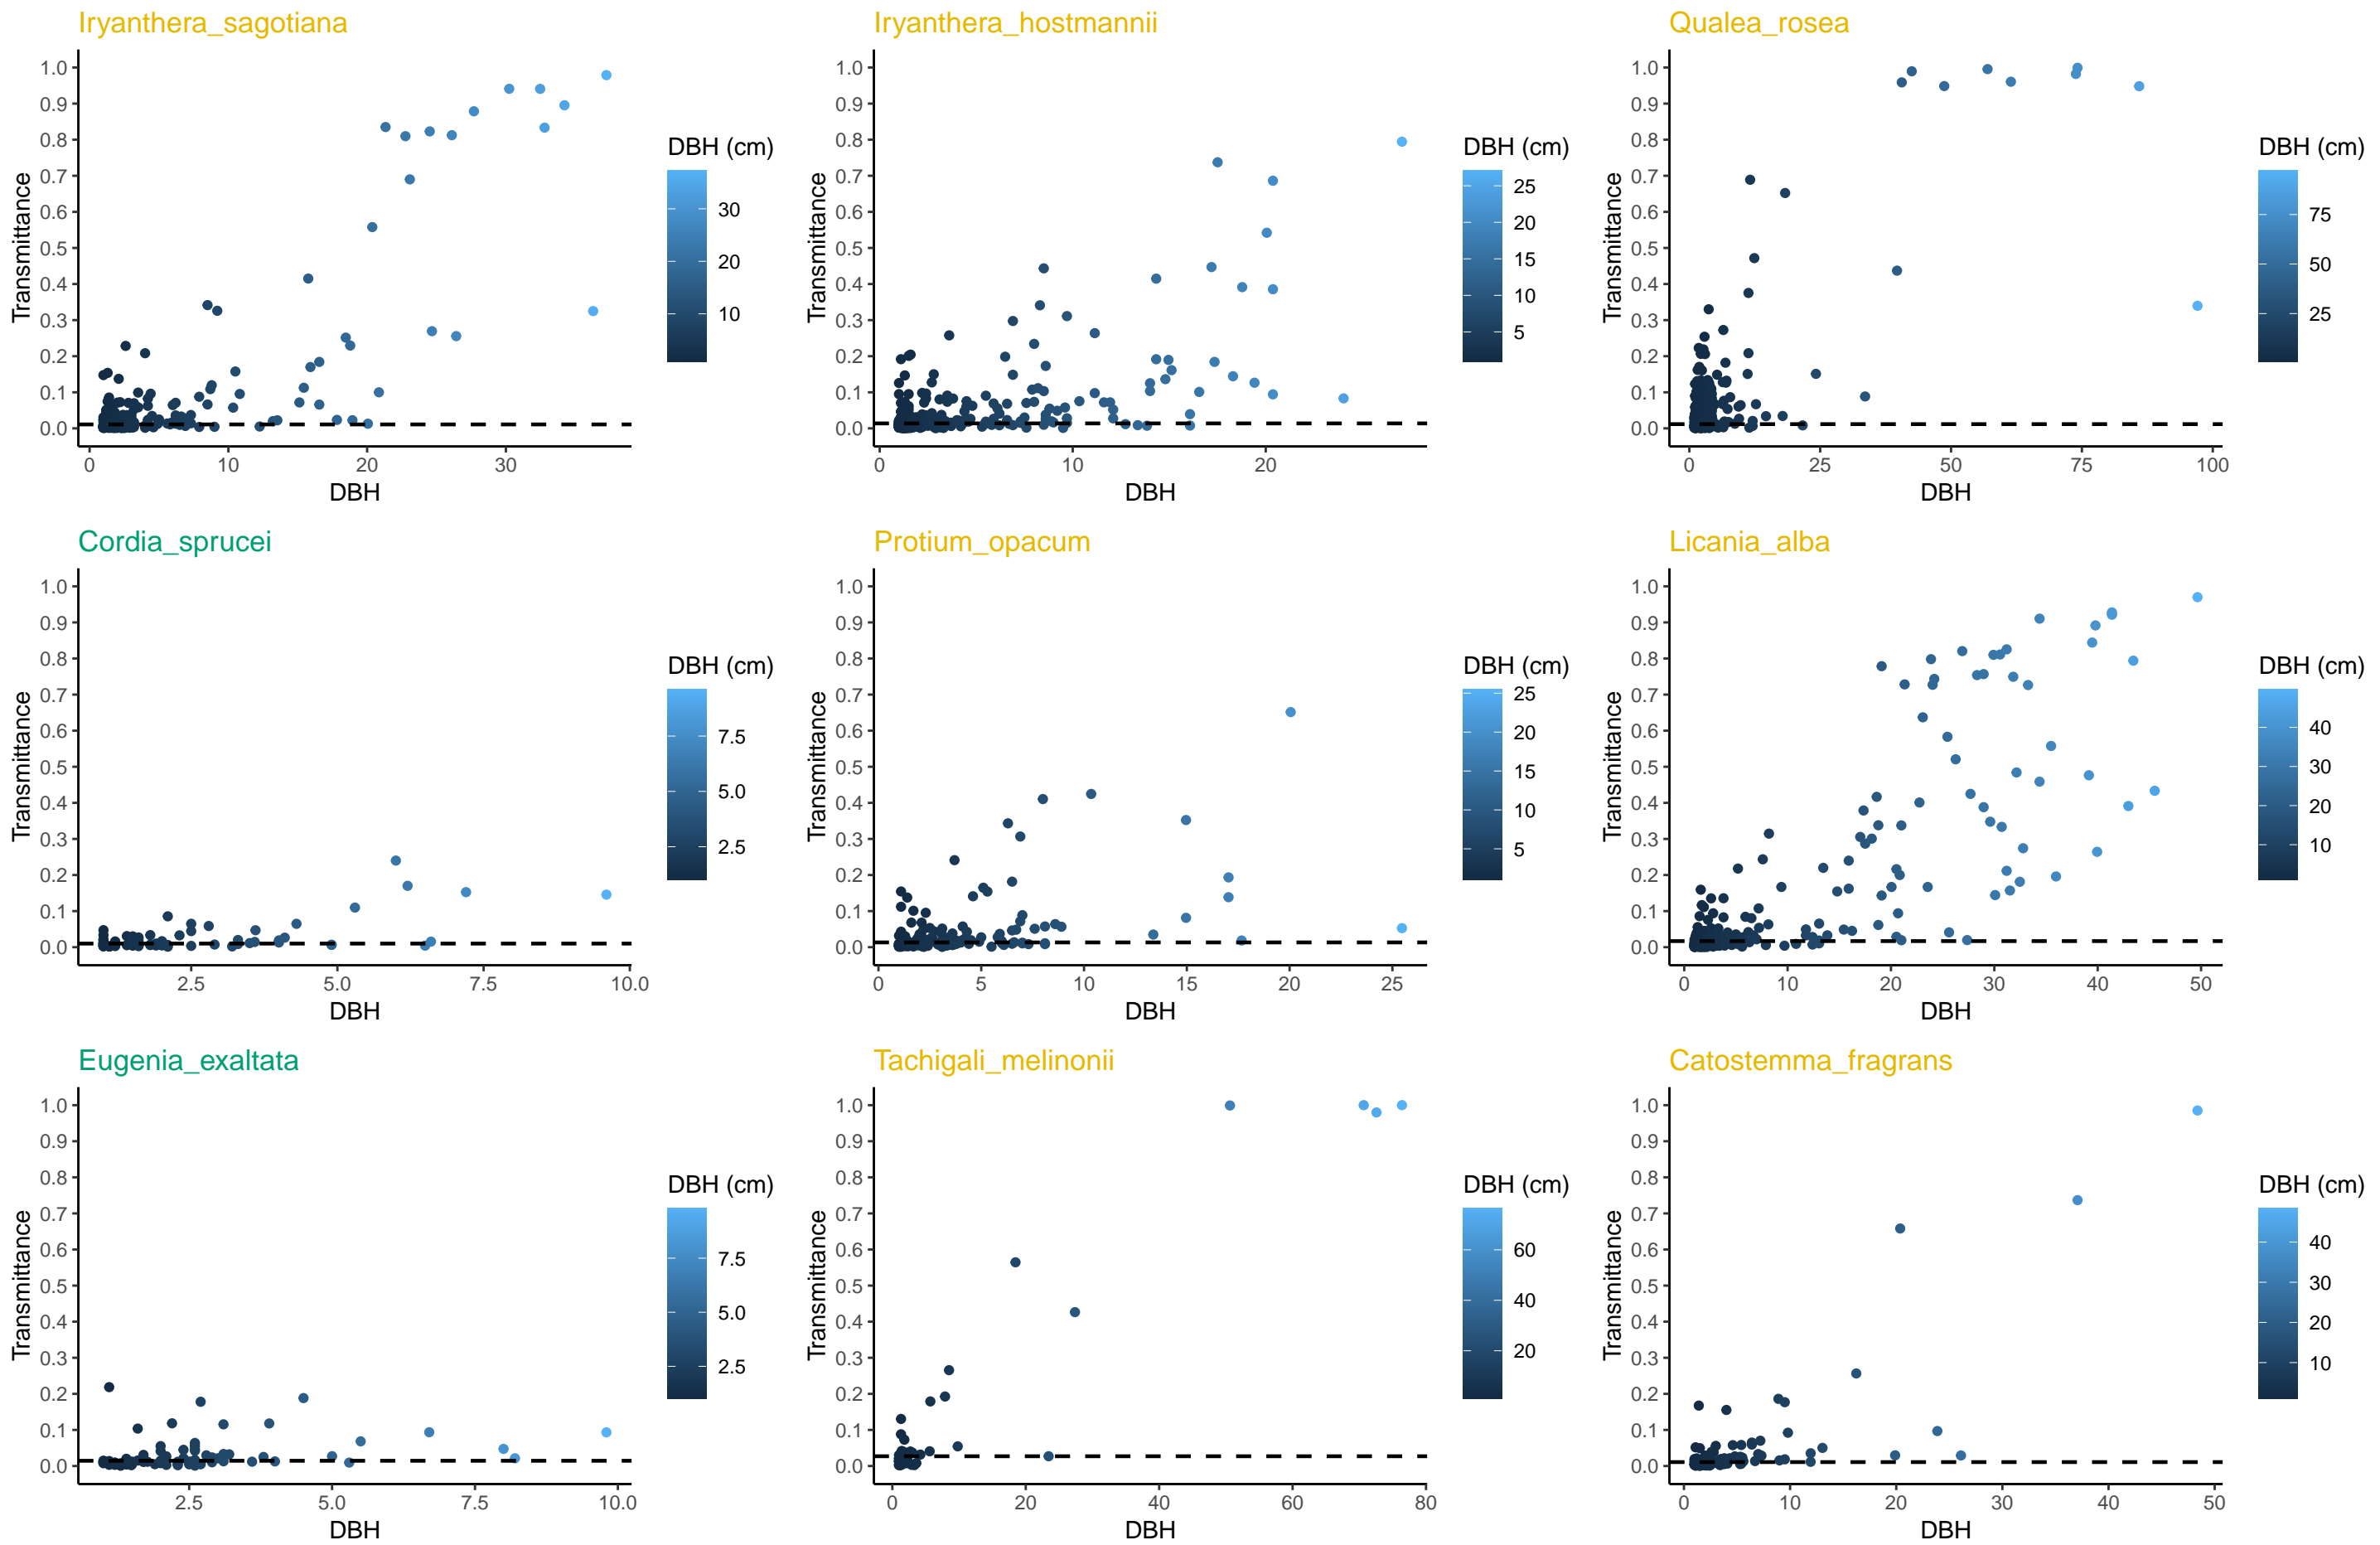 Iryanthera_sagotiana
Transmittance
1.0
0.9
0.8
0.7
0.6
0.5
0.4
0.3
0.2
0.1
0.0
0 10 20 30
DBH
DBH (cm)
30
20
10
Iryanthera_hostmannii
Transmittance
1.0
0.9
0.8
0.7
0.6
0.5
0.4
0.3
0.2
0.1
0.0
0 10 20
DBH
DBH (cm)
25
20
15
10
5
Qualea_rosea
Transmittance
1.0
0.9
0.8
0.7
0.6
0.5
0.4
0.3
0.2
0.1
0.0
0 25 50 75 100
DBH
DBH (cm)
75
50
25
Cordia_sprucei
Transmittance
1.0
0.9
0.8
0.7
0.6
0.5
0.4
0.3
0.2
0.1
0.0
2.5 5.0 7.5 10.0
DBH
DBH (cm)
7.5
5.0
2.5
Protium_opacum
Transmittance
1.0
0.9
0.8
0.7
0.6
0.5
0.4
0.3
0.2
0.1
0.0
0 5 10 15 20 25
DBH
DBH (cm)
25
20
15
10
5
Licania_alba
Transmittance
1.0
0.9
0.8
0.7
0.6
0.5
0.4
0.3
0.2
0.1
0.0
0 10 20 30 40 50
DBH
DBH (cm)
40
30
20
10
Eugenia_exaltata
Transmittance
1.0
0.9
0.8
0.7
0.6
0.5
0.4
0.3
0.2
0.1
0.0
2.5 5.0 7.5 10.0
DBH
DBH (cm)
7.5
5.0
2.5
Tachigali_melinonii
Transmittance
1.0
0.9
0.8
0.7
0.6
0.5
0.4
0.3
0.2
0.1
0.0
0 20 40 60 80
DBH
DBH (cm)
60
40
20
Catostemma_fragrans
Transmittance
1.0
0.9
0.8
0.7
0.6
0.5
0.4
0.3
0.2
0.1
0.0
0 10 20 30 40 50
DBH
DBH (cm)
40
30
20
10